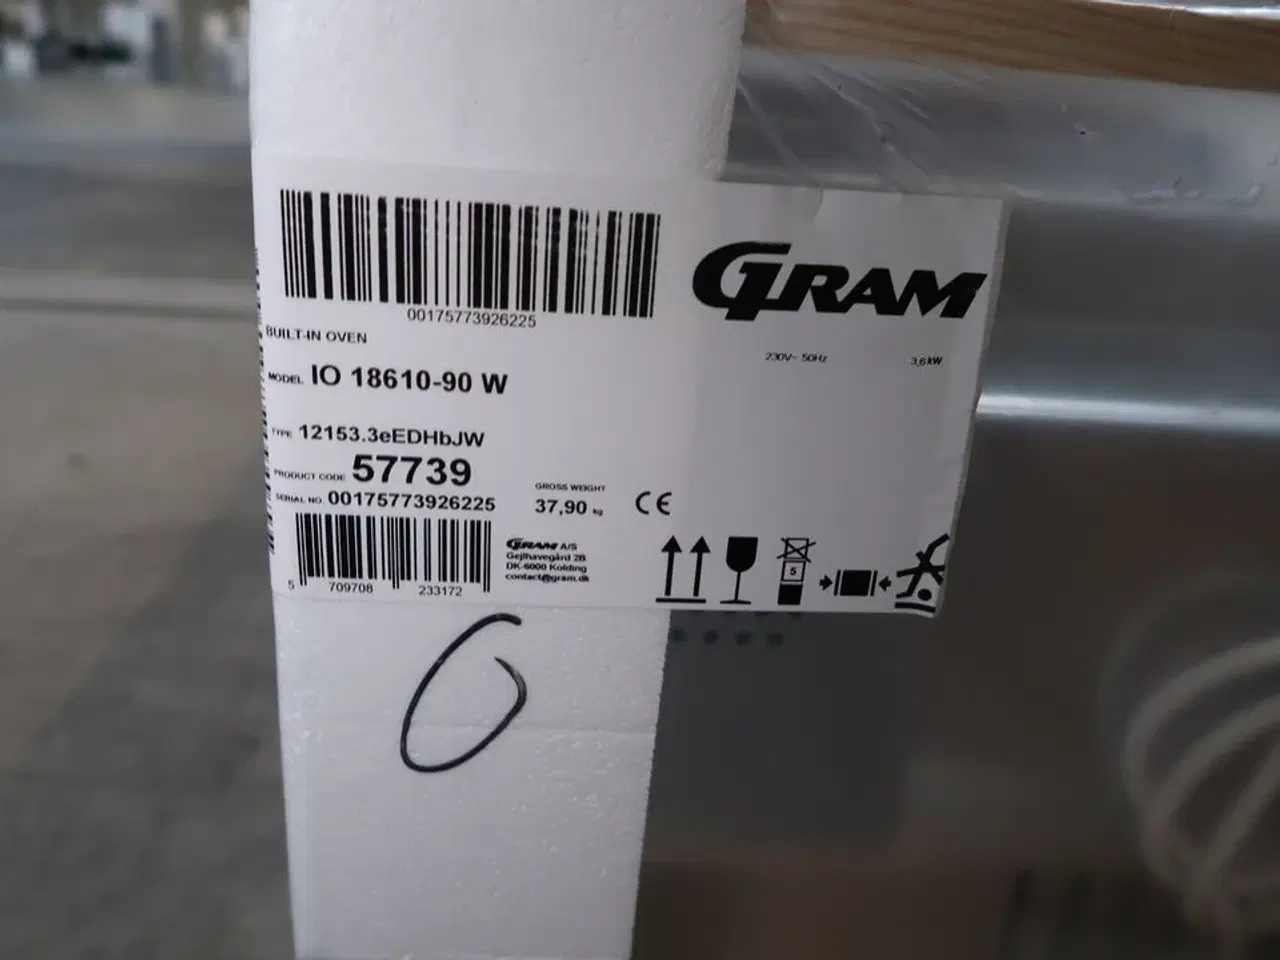 00175773926225
GRAM
BUILT-IN OVEN
230V~ 50Hz 3,6 kW
MODEL IO 18610-90 W
TYPE 12153.3eEDHbJW
PRODUCT CODE 57739
SERIAL NO. 00175773926225
GROSS WEIGHT
37,90 kg
CE
5 709708 233172
GRAM A/S
Gejlhavegård 2B
DK-6000 Kolding
contact@gram.dk
5
0